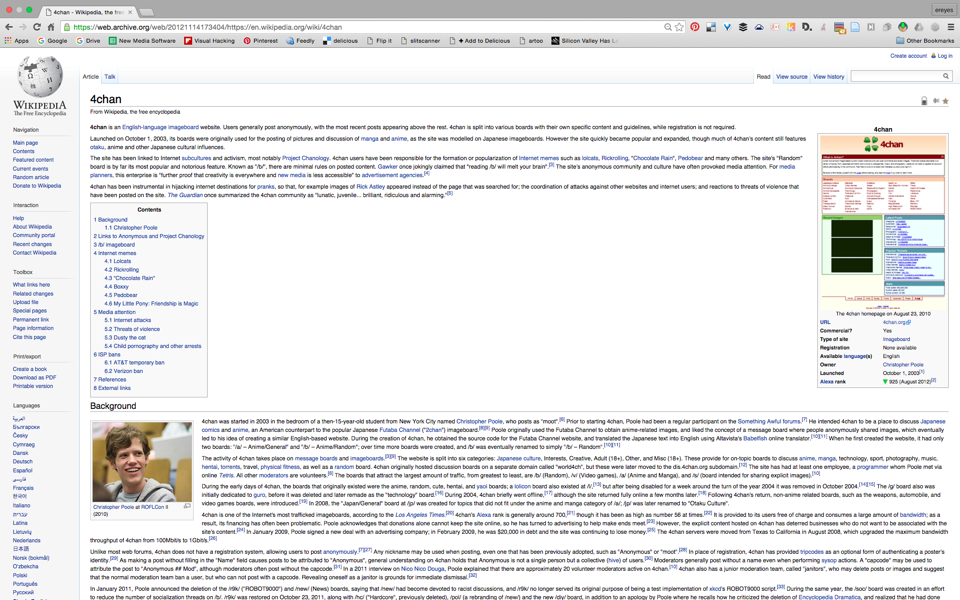 4chan - Wikipedia, the free
ereyes
https://web.archive.org/web/20121114173404/https://en.wikipedia.org/wiki/4chan
Apps Google Drive New Media Software Visual Hacking Pinterest Feedly delicious Flip it slitscanner + Add to Delicious artoo Silicon Valley Has L Other Bookmarks
Create account Log in
Article Talk Read View source View history
WIKIPEDIA
The Free Encyclopedia
Navigation
Main page
Contents
Featured content
Current events
Random article
Donate to Wikipedia
Interaction
Help
About Wikipedia
Community portal
Recent changes
Contact Wikipedia
Toolbox
What links here
Related changes
Upload file
Special pages
Permanent link
Page information
Cite this page
Print/export
Create a book
Download as PDF
Printable version
Languages
العربية
Български
Česky
Cymraeg
Dansk
Deutsch
Español
فارسی
Français
한국어
Italiano
עברית
Latina
Lietuvių
Nederlands
日本語
Norsk (bokmål)
O'zbekcha
Polski
Português
4chan
From Wikipedia, the free encyclopedia
4chan is an English-language imageboard website. Users generally post anonymously, with the most recent posts appearing above the rest. 4chan is split into various boards with their own specific content and guidelines, while registration is not required.
Launched on October 1, 2003, its boards were originally used for the posting of pictures and discussion of manga and anime, as the site was modelled on Japanese imageboards. However the site quickly became popular and expanded, though much of 4chan's content still features
otaku, anime and other Japanese cultural influences.
The site has been linked to Internet subcultures and activism, most notably Project Chanology. 4chan users have been responsible for the formation or popularization of Internet memes such as lolcats, Rickrolling, "Chocolate Rain", Pedobear and many others. The site's "Random"
board is by far its most popular and notorious feature. Known as "/b/", there are minimal rules on posted content. Gawker once jokingly claimed that "reading /b/ will melt your brain".[3] The site's anonymous community and culture have often provoked media attention. For media
planners, this enterprise is "further proof that creativity is everywhere and new media is less accessible" to advertisement agencies.[4]
4chan has been instrumental in hijacking internet destinations for pranks, so that, for example images of Rick Astley appeared instead of the page that was searched for; the coordination of attacks against other websites and internet users; and reactions to threats of violence that
have been posted on the site. The Guardian once summarized the 4chan community as "lunatic, juvenile... brilliant, ridiculous and alarming."[5]
Contents
1 Background
1.1 Christopher Poole
2 Links to Anonymous and Project Chanology
3 /b/ imageboard
4 Internet memes
4.1 Lolcats
4.2 Rickrolling
4.3 "Chocolate Rain"
4.4 Boxxy
4.5 Pedobear
4.6 My Little Pony: Friendship is Magic
5 Media attention
5.1 Internet attacks
5.2 Threats of violence
5.3 Dusty the cat
5.4 Child pornography and other arrests
6 ISP bans
6.1 AT&T temporary ban
6.2 Verizon ban
7 References
8 External links
4chan
4chan
The 4chan homepage on August 23, 2010
URL 4chan.org
Commercial? Yes
Type of site Imageboard
Registration None available
Available language(s) English
Owner Christopher Poole
Launched October 1, 2003[1]
Alexa rank 925 (August 2012)[2]
Background
Christopher Poole at ROFLCon II
(2010)
4chan was started in 2003 in the bedroom of a then-15-year-old student from New York City named Christopher Poole, who posts as "moot".[6] Prior to starting 4chan, Poole had been a regular participant on the Something Awful forums.[7] He intended 4chan to be a place to discuss Japanese
comics and anime, an American counterpart to the popular Japanese Futaba Channel ("2chan") imageboard.[8][9] Poole originally used the Futaba Channel to obtain anime-related images, and liked the concept of a message board where people anonymously shared images, which eventually
led to his idea of creating a similar English-based website. During the creation of 4chan, he obtained the source code for the Futaba Channel website, and translated the Japanese text into English using Altavista's Babelfish online translator.[10][11] When he first created the website, it had only
two boards: "/a/ – Anime/General" and "/b/ – Anime/Random"; over time more boards were created, and /b/ was eventually renamed to simply "/b/ – Random".[10][11]
The activity of 4chan takes place on message boards and imageboards.[3][9] The website is split into six categories: Japanese culture, Interests, Creative, Adult (18+), Other, and Misc (18+). These provide for on-topic boards to discuss anime, manga, technology, sport, photography, music,
hentai, torrents, travel, physical fitness, as well as a random board. 4chan originally hosted discussion boards on a separate domain called "world4ch", but these were later moved to the dis.4chan.org subdomain.[12] The site has had at least one employee, a programmer whom Poole met via
online Tetris. All other moderators are volunteers.[8] The boards that attract the largest amount of traffic, from greatest to least, are /b/ (Random), /v/ (Video games), /a/ (Anime and Manga), and /s/ (board intended for sharing explicit images).[10]
During the early days of 4chan, the boards that originally existed were the anime, random, cute, hentai, and yaoi boards; a lolicon board also existed at /l/,[13] but after being disabled for a week around the turn of the year 2004 it was removed in October 2004.[14][15] The /g/ board also was
initially dedicated to guro, before it was deleted and later remade as the "technology" board.[16] During 2004, 4chan briefly went offline,[17] although the site returned fully online a few months later.[18] Following 4chan's return, non-anime related boards, such as the weapons, automobile, and
video games boards, were introduced.[19] In 2008, the "Japan/General" board at /jp/ was created for topics that did not fit under the anime and manga category of /a/; /jp/ was later renamed to "Otaku Culture".
4chan is one of the Internet's most trafficked imageboards, according to the Los Angeles Times.[20] 4chan's Alexa rank is generally around 700,[21] though it has been as high as number 56 at times.[22] It is provided to its users free of charge and consumes a large amount of bandwidth; as a
result, its financing has often been problematic. Poole acknowledges that donations alone cannot keep the site online, so he has turned to advertising to help make ends meet.[23] However, the explicit content hosted on 4chan has deterred businesses who do not want to be associated with the
site's content.[24] In January 2009, Poole signed a new deal with an advertising company; in February 2009, he was $20,000 in debt and the site was continuing to lose money.[25] The 4chan servers were moved from Texas to California in August 2008, which upgraded the maximum bandwidth
throughput of 4chan from 100Mbit/s to 1Gbit/s.[26]
Unlike most web forums, 4chan does not have a registration system, allowing users to post anonymously.[7][27] Any nickname may be used when posting, even one that has been previously adopted, such as "Anonymous" or "moot".[28] In place of registration, 4chan has provided tripcodes as an optional form of authenticating a poster's
identity.[29] As making a post without filling in the "Name" field causes posts to be attributed to "Anonymous", general understanding on 4chan holds that Anonymous is not a single person but a collective (hive) of users.[30] Moderators generally post without a name even when performing sysop actions. A "capcode" may be used to
attribute the post to "Anonymous ## Mod", although moderators often post without the capcode.[31] In a 2011 interview on Nico Nico Douga, Poole explained that there are approximately 20 volunteer moderators active on 4chan.[13] 4chan also has a junior moderation team, called "janitors", who may delete posts or images and suggest
that the normal moderation team ban a user, but who can not post with a capcode. Revealing oneself as a janitor is grounds for immediate dismissal.[32]
In January 2011, Poole announced the deletion of the /r9k/ ("ROBOT9000") and /new/ (News) boards, saying that /new/ had become devoted to racist discussions, and /r9k/ no longer served its original purpose of being a test implementation of xkcd's ROBOT9000 script.[33] During the same year, the /soc/ board was created in an
effort to reduce the number of socialization threads on /b/. /r9k/ was restored on October 23, 2011, along with /hc/ ("Hardcore", previously deleted), /pol/ (a rebranding of /new/) and the new /diy/ board, in addition to an apology by Poole where he recalls how he criticized the deletion of Encyclopedia Dramatica, and realized that he had done